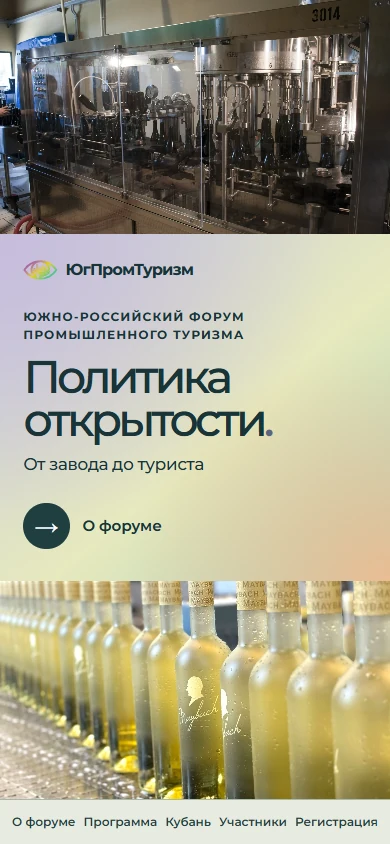 3014
ЮгПромТуризм
ЮЖНО-РОССИЙСКИЙ ФОРУМ
ПРОМЫШЛЕННОГО ТУРИЗМА
Политика
открытости.
От завода до туриста
→ О форуме
Maybach
О форуме Программа Кубань Участники Регистрация